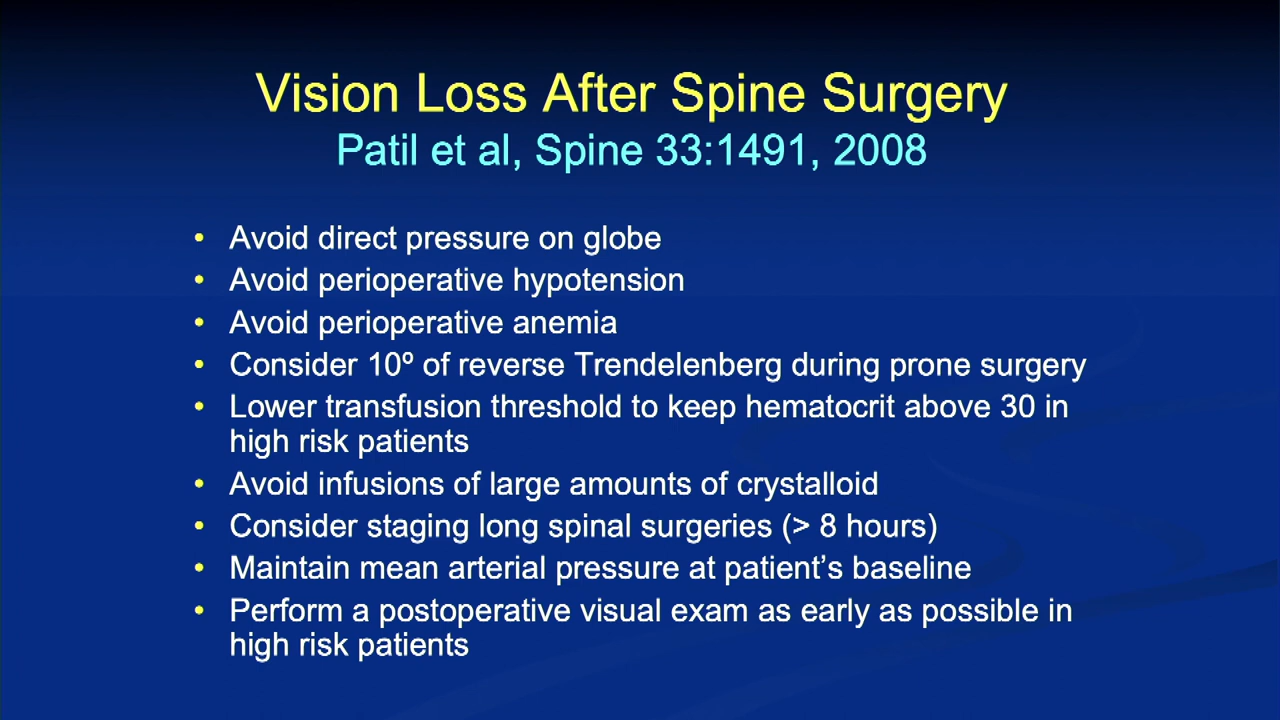 Vision Loss After Spine Surgery
Patil et al, Spine 33:1491, 2008
• Avoid direct pressure on globe
• Avoid perioperative hypotension
• Avoid perioperative anemia
• Consider 10º of reverse Trendelenberg during prone surgery
• Lower transfusion threshold to keep hematocrit above 30 in
high risk patients
• Avoid infusions of large amounts of crystalloid
• Consider staging long spinal surgeries (> 8 hours)
• Maintain mean arterial pressure at patient’s baseline
• Perform a postoperative visual exam as early as possible in
high risk patients